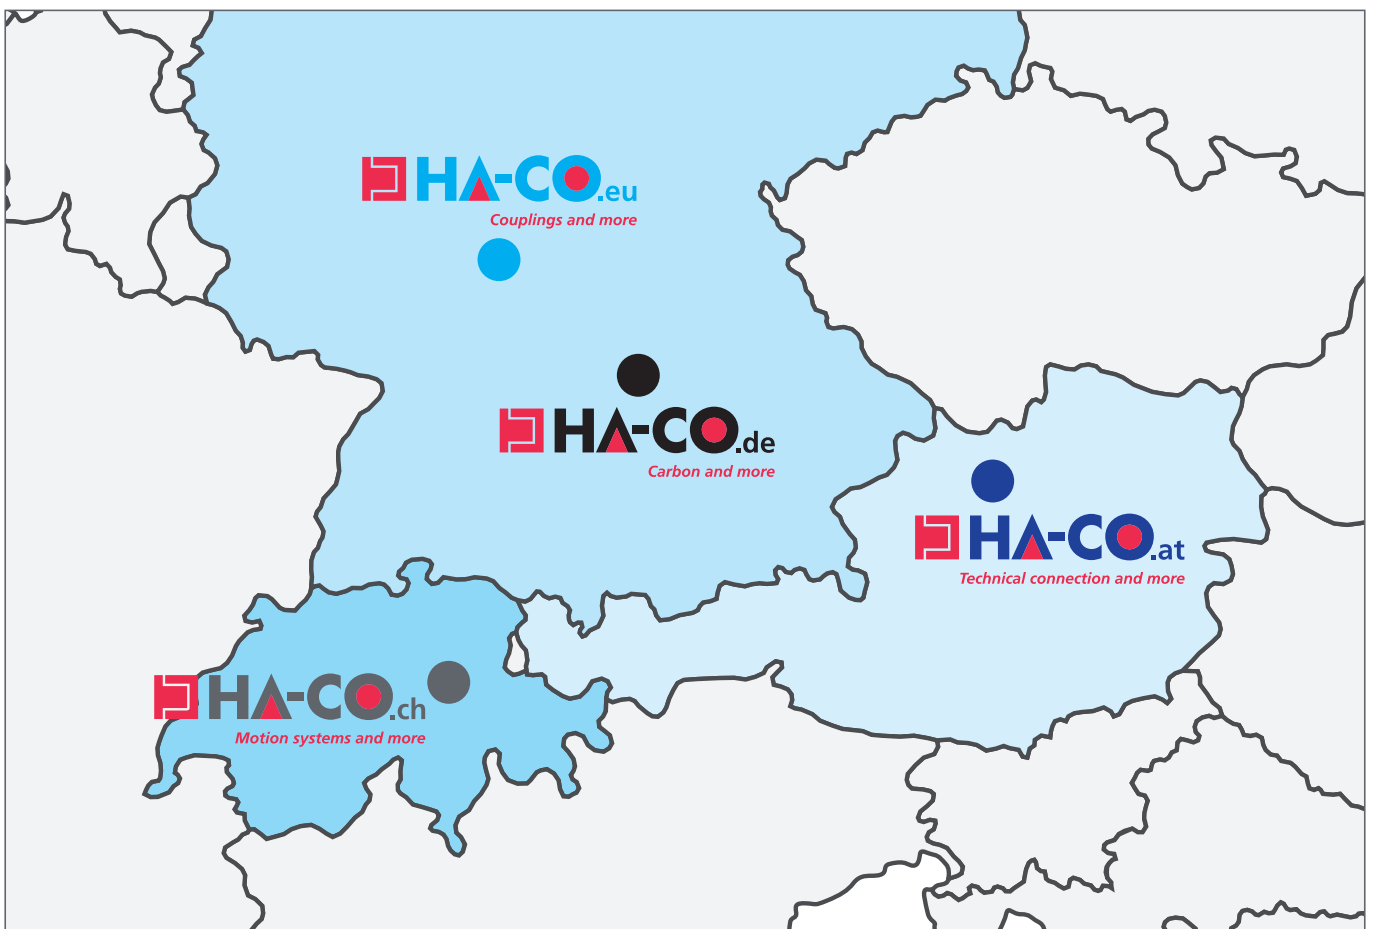 HA-CO.eu
Couplings and more
HA-CO.de
Carbon and more
HA-CO.at
Technical connection and more
HA-CO.ch
Motion systems and more